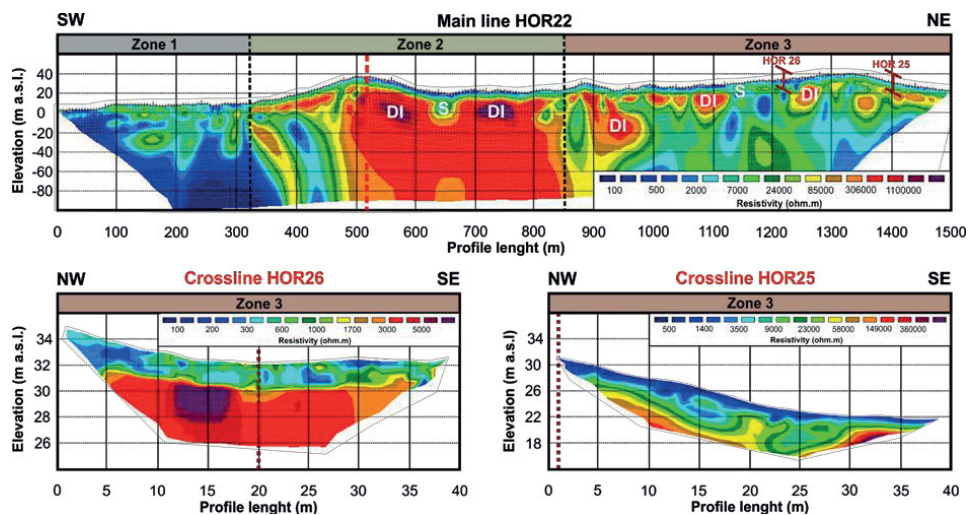 SW Main line HOR22 NE
Zone 1 Zone 2 Zone 3
Elevation (m a.s.l.)
40
20
0
-20
-40
-60
-80
HOR 26 HOR 25
DI S DI DI DI S DI
100 500 2000 7000 24000 85000 306000 1100000
Resistivity (ohm.m)
0 100 200 300 400 500 600 700 800 900 1000 1100 1200 1300 1400 1500
Profile lenght (m)
NW Crossline HOR26 SE
Zone 3
100 200 300 600 1000 1700 3000 5000
Resistivity (ohm.m)
Elevation (m a.s.l.)
34
32
30
28
26
0 5 10 15 20 25 30 35 40
Profile lenght (m)
NW Crossline HOR25 SE
Zone 3
500 1400 3500 9000 23000 58000 149000 380000
Resistivity (ohm.m)
Elevation (m a.s.l.)
38
34
30
26
22
18
0 5 10 15 20 25 30 35 40
Profile lenght (m)